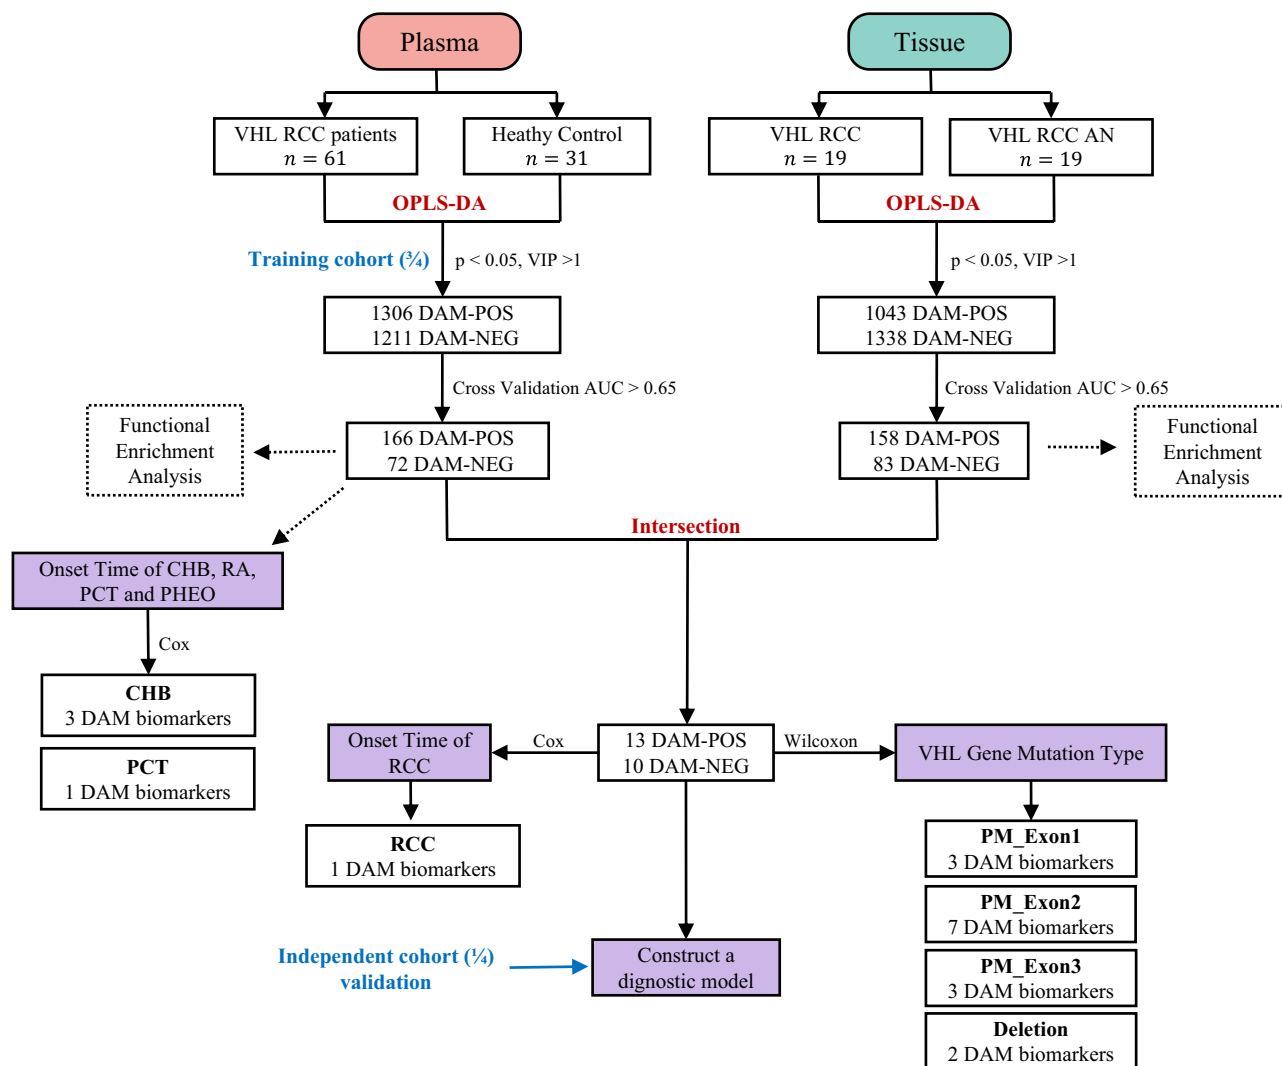 Plasma
Tissue
VHL RCC patients
n = 61
Heathy Control
n = 31
VHL RCC
n = 19
VHL RCC AN
n = 19
OPLS-DA
OPLS-DA
Training cohort (¾)
p < 0.05, VIP >1
p < 0.05, VIP >1
1306 DAM-POS
1211 DAM-NEG
1043 DAM-POS
1338 DAM-NEG
Cross Validation AUC > 0.65
Cross Validation AUC > 0.65
Functional
Enrichment
Analysis
166 DAM-POS
72 DAM-NEG
158 DAM-POS
83 DAM-NEG
Functional
Enrichment
Analysis
Intersection
Onset Time of CHB, RA,
PCT and PHEO
Cox
CHB
3 DAM biomarkers
PCT
1 DAM biomarkers
Onset Time of
RCC
Cox
13 DAM-POS
10 DAM-NEG
Wilcoxon
VHL Gene Mutation Type
RCC
1 DAM biomarkers
PM_Exon1
3 DAM biomarkers
PM_Exon2
7 DAM biomarkers
PM_Exon3
3 DAM biomarkers
Deletion
2 DAM biomarkers
Independent cohort (¼)
validation
Construct a
dignostic model